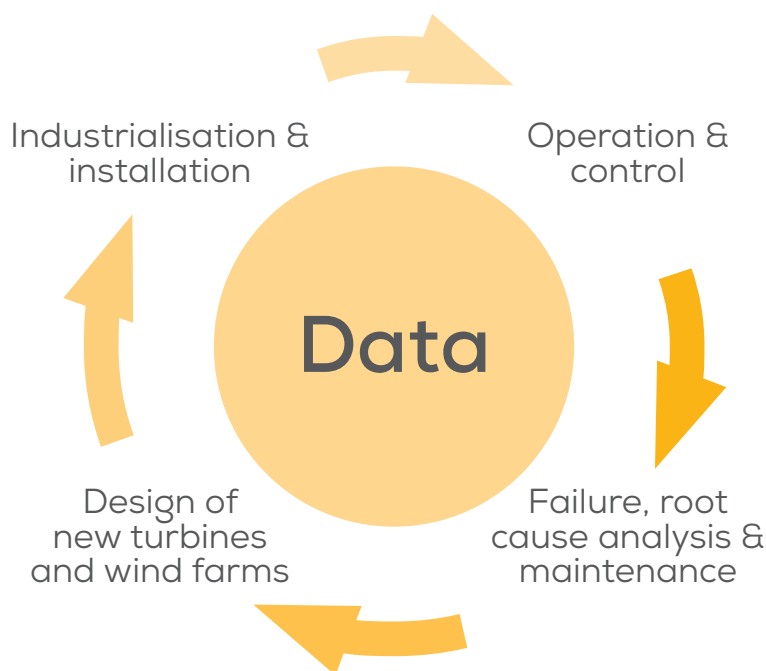 Industrialisation &
installation
Operation &
control
Data
Design of
new turbines
and wind farms
Failure, root
cause analysis &
maintenance